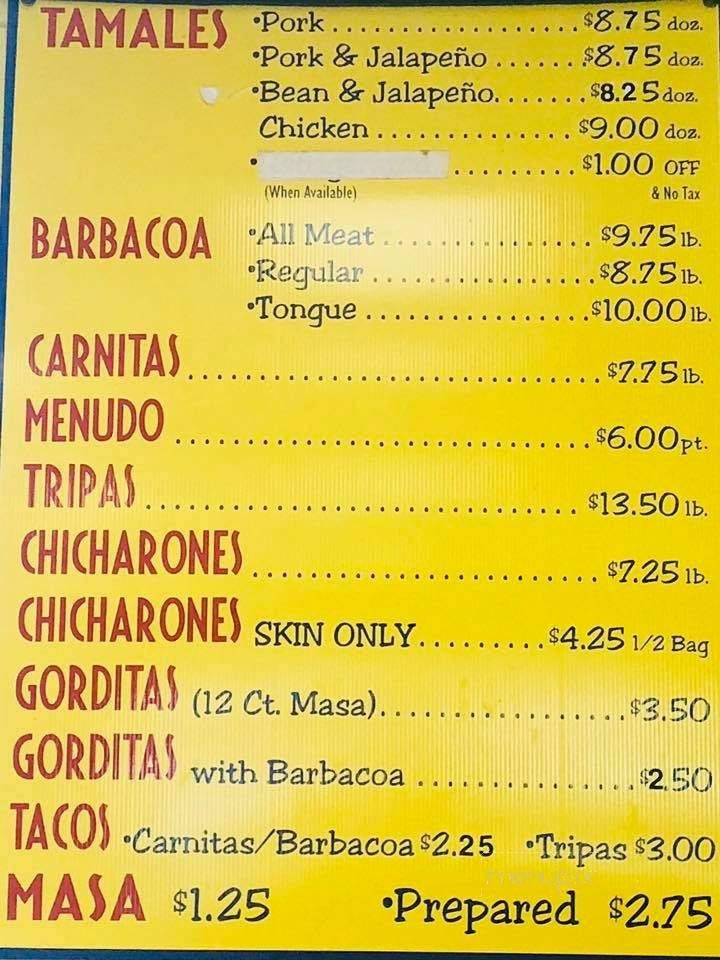 TAMALES •Pork ................ $8.75 doz.
•Pork & Jalapeño ....... $8.75 doz.
•Bean & Jalapeño....... $8.25 doz.
Chicken ............. $9.00 doz.
• ......... $1.00 OFF
(When Available) & No Tax
BARBACOA •All Meat ............. $9.75 lb.
•Regular ............. $8.75 lb.
•Tongue .............. $10.00 lb.
CARNITAS ............................. $7.75 lb.
MENUDO ............................. $6.00 pt.
TRIPAS .............................. $13.50 lb.
CHICHARONES ........................ $7.25 lb.
CHICHARONES SKIN ONLY......... $4.25 1/2 Bag
GORDITAS (12 Ct. Masa)................. $3.50
GORDITAS with Barbacoa .............. $2.50
TACOS •Carnitas/Barbacoa $2.25 •Tripas $3.00
MASA $1.25 •Prepared $2.75